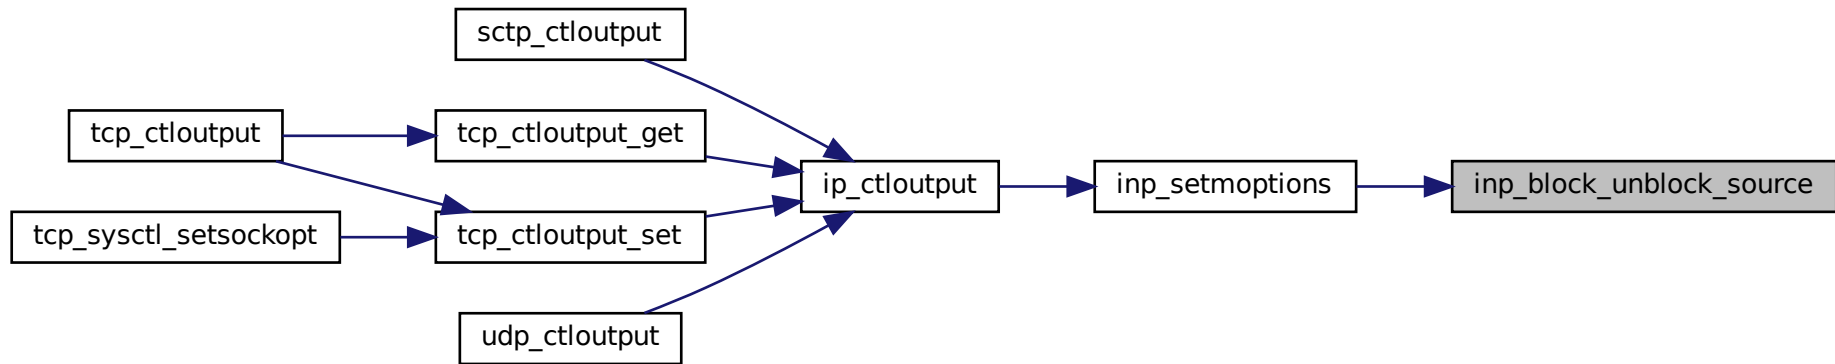 sctp_ctloutput
tcp_ctloutput
tcp_ctloutput_get
ip_ctloutput
inp_setmoptions
inp_block_unblock_source
tcp_sysctl_setsockopt
tcp_ctloutput_set
udp_ctloutput